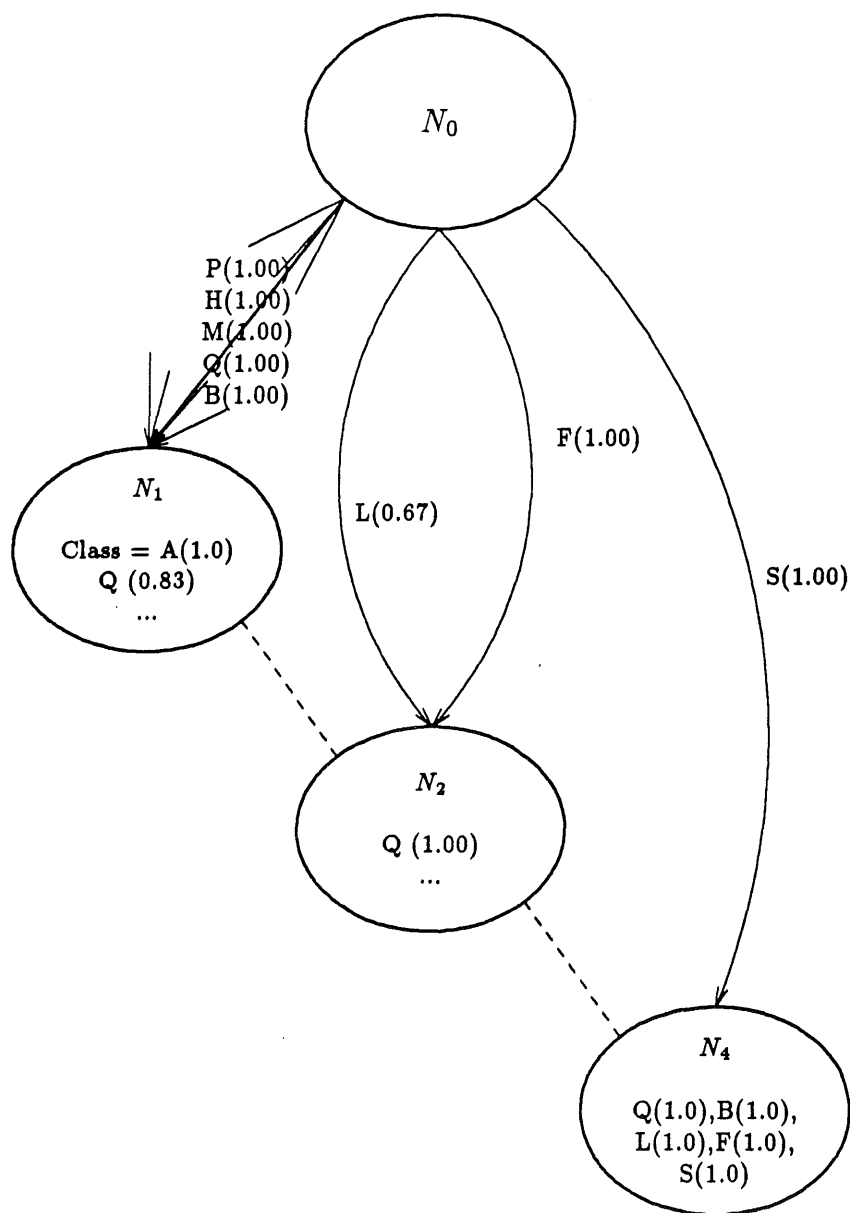 N₀
P(1.00)
H(1.00)
M(1.00)
Q(1.00)
B(1.00)
F(1.00)
L(0.67)
S(1.00)
N₁
Class = A(1.0)
Q (0.83)
...
N₂
Q (1.00)
...
N₄
Q(1.0),B(1.0),
L(1.0),F(1.0),
S(1.0)